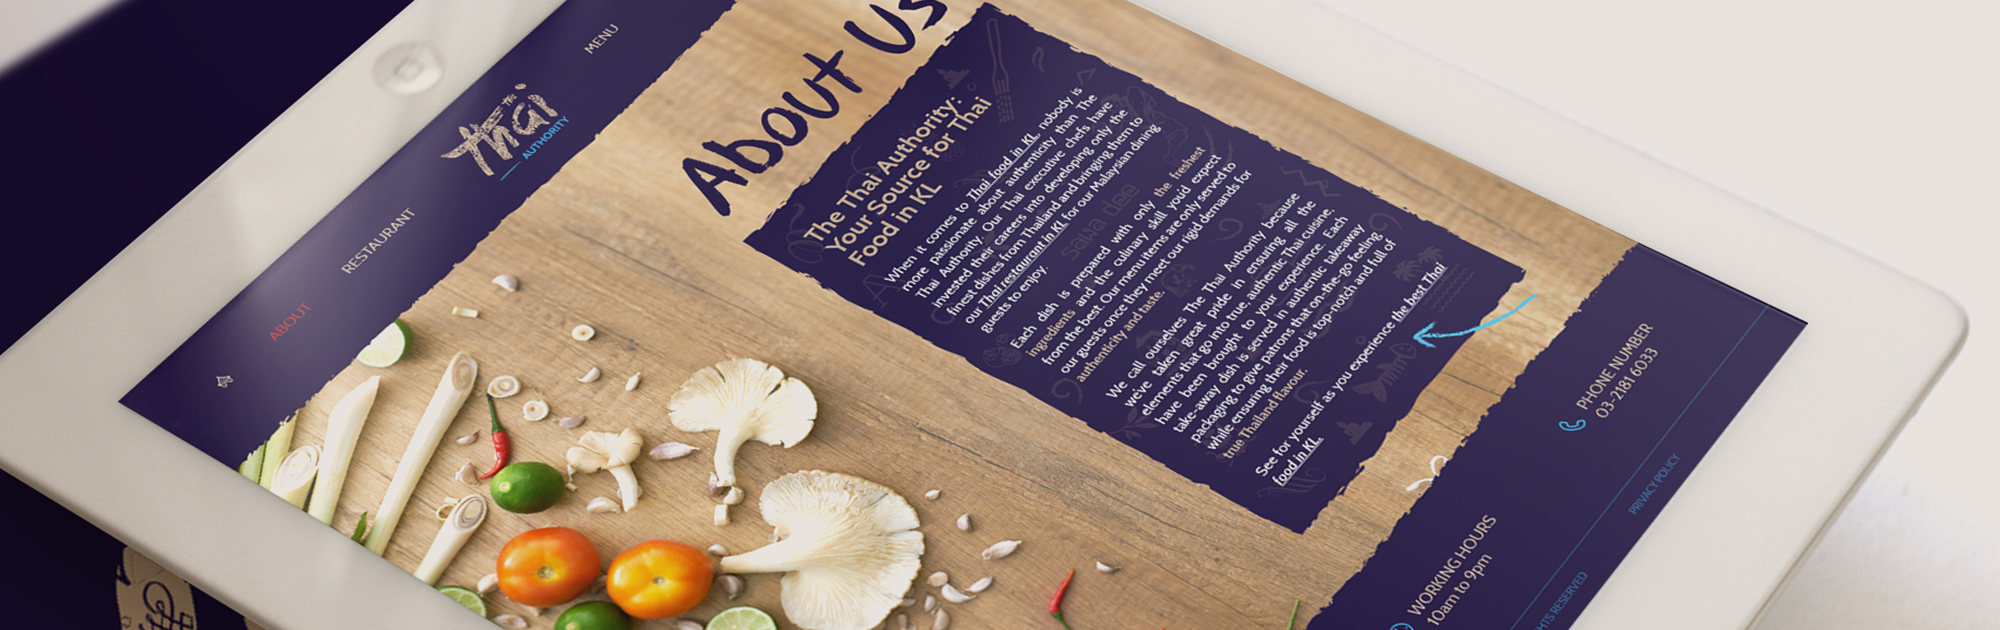 ABOUT
RESTAURANT
Thai
AUTHORITY
MENU
About Us
The Thai Authority:
Your Source for Thai
Food in KL
When it comes to Thai food in KL, nobody is
more passionate about authenticity than The
Thai Authority. Our Thai executive chefs have
invested their careers into developing only the
finest dishes from Thailand and bringing them to
our Thai restaurant in KL for our Malaysian dining
guests to enjoy.
sawa dee
Each dish is prepared with only the freshest
ingredients and the culinary skill you'd expect
from the best. Our menu items are only served to
our guests once they meet our rigid demands for
authenticity and taste.
We call ourselves The Thai Authority because
we've taken great pride in ensuring all the
elements that go into true, authentic Thai cuisine,
have been brought to your experience. Each
take-away dish is served in authentic takeaway
packaging to give patrons that on-the-go feeling
while ensuring their food is top-notch and full of
true Thailand flavour.
See for yourself as you experience the best Thai
food in KL.
PHONE NUMBER
03-2181 6033
WORKING HOURS
10am to 9pm
PRIVACY POLICY
HTS RESERVED